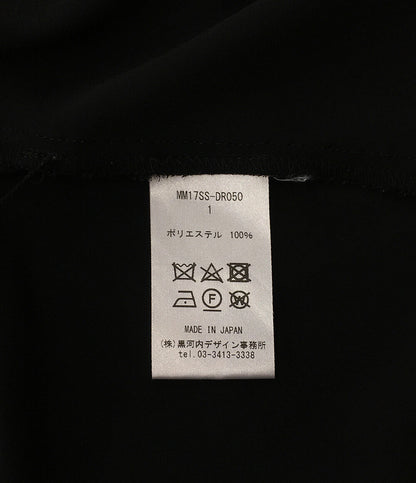 MM17SS-DR050
1
ポリエステル 100%
F W
MADE IN JAPAN
(株)黒河内デザイン事務所
tel. 03-3413-3338